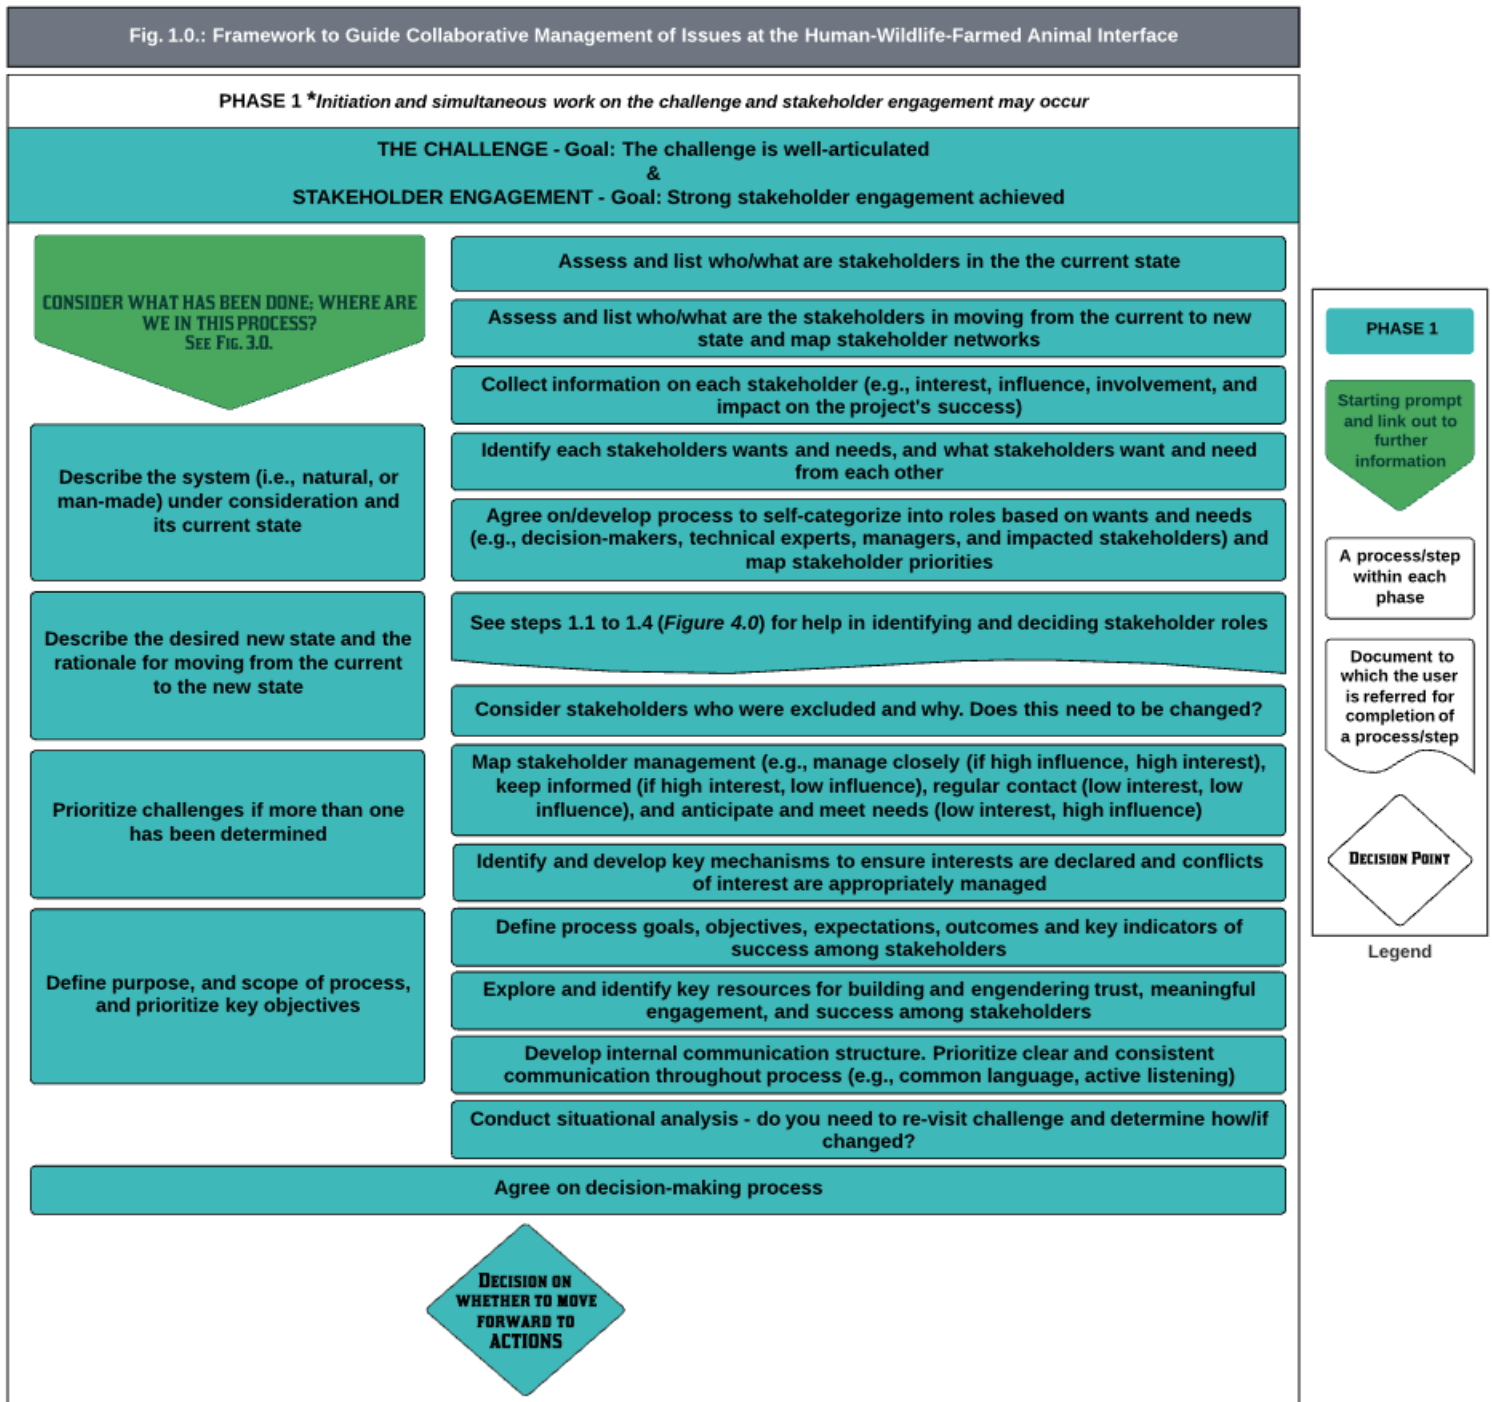 Fig. 1.0.: Framework to Guide Collaborative Management of Issues at the Human-Wildlife-Farmed Animal Interface
PHASE 1 *Initiation and simultaneous work on the challenge and stakeholder engagement may occur
THE CHALLENGE - Goal: The challenge is well-articulated
&
STAKEHOLDER ENGAGEMENT - Goal: Strong stakeholder engagement achieved
CONSIDER WHAT HAS BEEN DONE; WHERE ARE
WE IN THIS PROCESS?
SEE FIG. 3.0.
Describe the system (i.e., natural, or
man-made) under consideration and
its current state
Describe the desired new state and the
rationale for moving from the current
to the new state
Prioritize challenges if more than one
has been determined
Define purpose, and scope of process,
and prioritize key objectives
Assess and list who/what are stakeholders in the the current state
Assess and list who/what are the stakeholders in moving from the current to new
state and map stakeholder networks
Collect information on each stakeholder (e.g., interest, influence, involvement, and
impact on the project's success)
Identify each stakeholders wants and needs, and what stakeholders want and need
from each other
Agree on/develop process to self-categorize into roles based on wants and needs
(e.g., decision-makers, technical experts, managers, and impacted stakeholders) and
map stakeholder priorities
See steps 1.1 to 1.4 (Figure 4.0) for help in identifying and deciding stakeholder roles
Consider stakeholders who were excluded and why. Does this need to be changed?
Map stakeholder management (e.g., manage closely (if high influence, high interest),
keep informed (if high interest, low influence), regular contact (low interest, low
influence), and anticipate and meet needs (low interest, high influence)
Identify and develop key mechanisms to ensure interests are declared and conflicts
of interest are appropriately managed
Define process goals, objectives, expectations, outcomes and key indicators of
success among stakeholders
Explore and identify key resources for building and engendering trust, meaningful
engagement, and success among stakeholders
Develop internal communication structure. Prioritize clear and consistent
communication throughout process (e.g., common language, active listening)
Conduct situational analysis - do you need to re-visit challenge and determine how/if
changed?
Agree on decision-making process
DECISION ON
WHETHER TO MOVE
FORWARD TO
ACTIONS
PHASE 1
Starting prompt
and link out to
further
information
A process/step
within each
phase
Document to
which the user
is referred for
completion of
a process/step
DECISION POINT
Legend